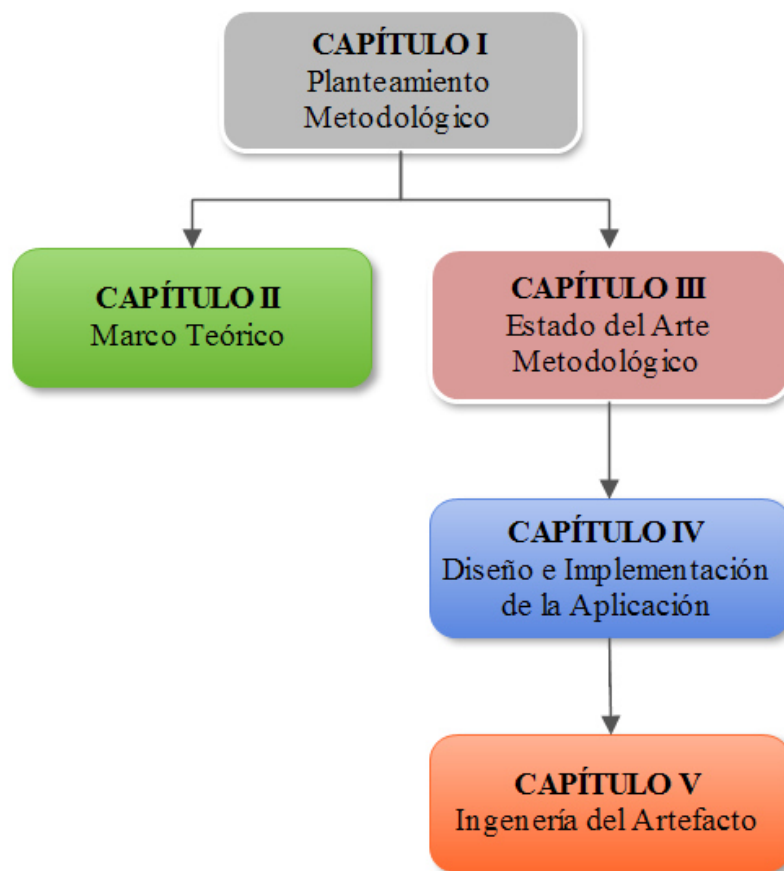 CAPÍTULO I
Planteamiento
Metodológico
CAPÍTULO II
Marco Teórico
CAPÍTULO III
Estado del Arte
Metodológico
CAPÍTULO IV
Diseño e Implementación
de la Aplicación
CAPÍTULO V
Ingenería del Artefacto